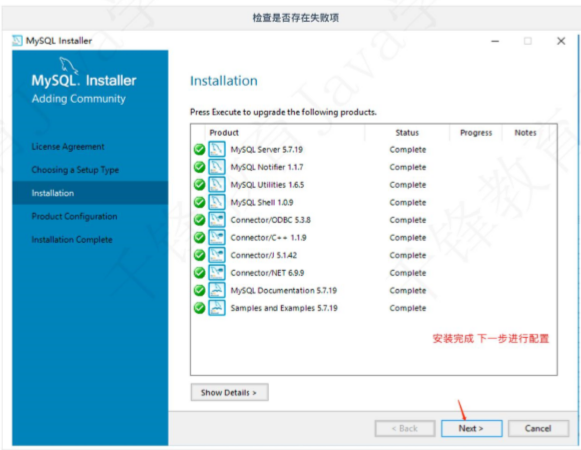 检查是否存在失败项
MySQL Installer
MySQL. Installer
Adding Community
License Agreement
Choosing a Setup Type
Installation
Product Configuration
Installation Complete
Installation
Press Execute to upgrade the following products.
Product Status Progress Notes
MySQL Server 5.7.19 Complete
MySQL Notifier 1.1.7 Complete
MySQL Utilities 1.6.5 Complete
MySQL Shell 1.0.9 Complete
Connector/ODBC 5.3.8 Complete
Connector/C++ 1.1.9 Complete
Connector/J 5.1.42 Complete
Connector/NET 6.9.9 Complete
MySQL Documentation 5.7.19 Complete
Samples and Examples 5.7.19 Complete
安装完成 下一步进行配置
Show Details >
< Back Next > Cancel